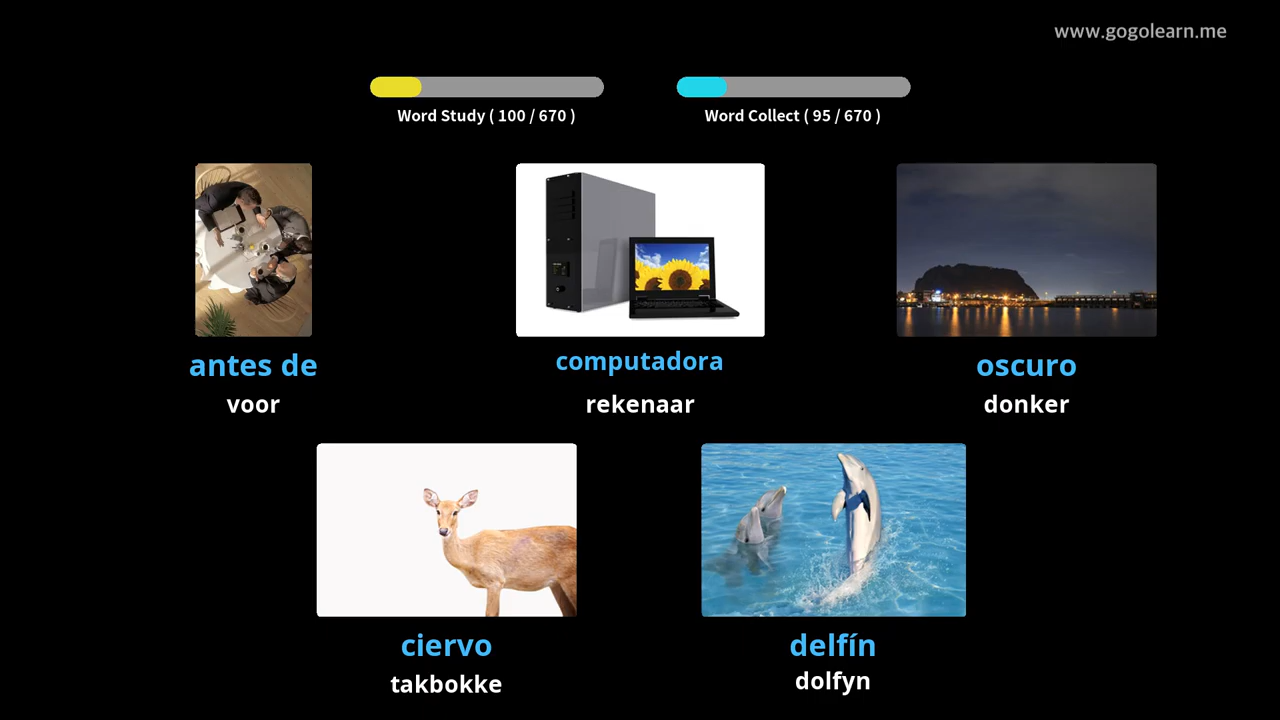 www.gogolearn.me
Word Study ( 100 / 670 )
Word Collect ( 95 / 670 )
antes de
voor
computadora
rekenaar
oscuro
donker
ciervo
takbokke
delfín
dolfyn